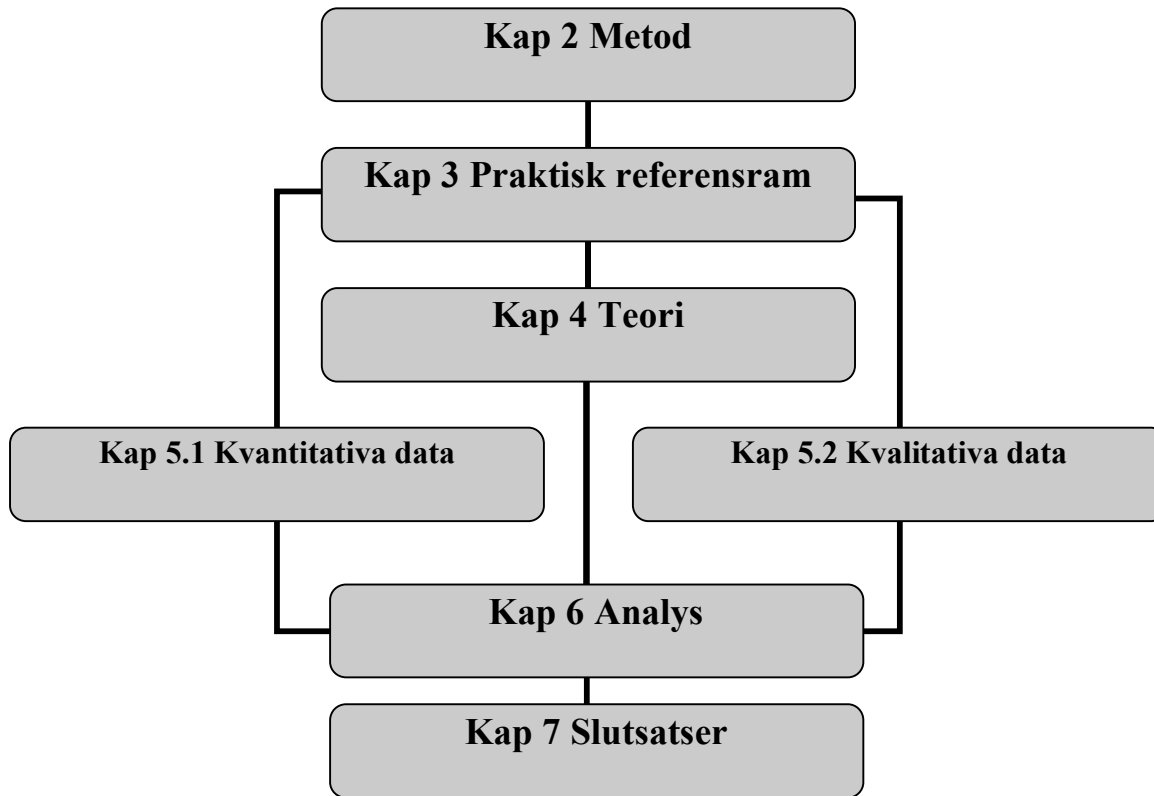 Kap 2 Metod
Kap 3 Praktisk referensram
Kap 4 Teori
Kap 5.1 Kvantitativa data
Kap 5.2 Kvalitativa data
Kap 6 Analys
Kap 7 Slutsatser